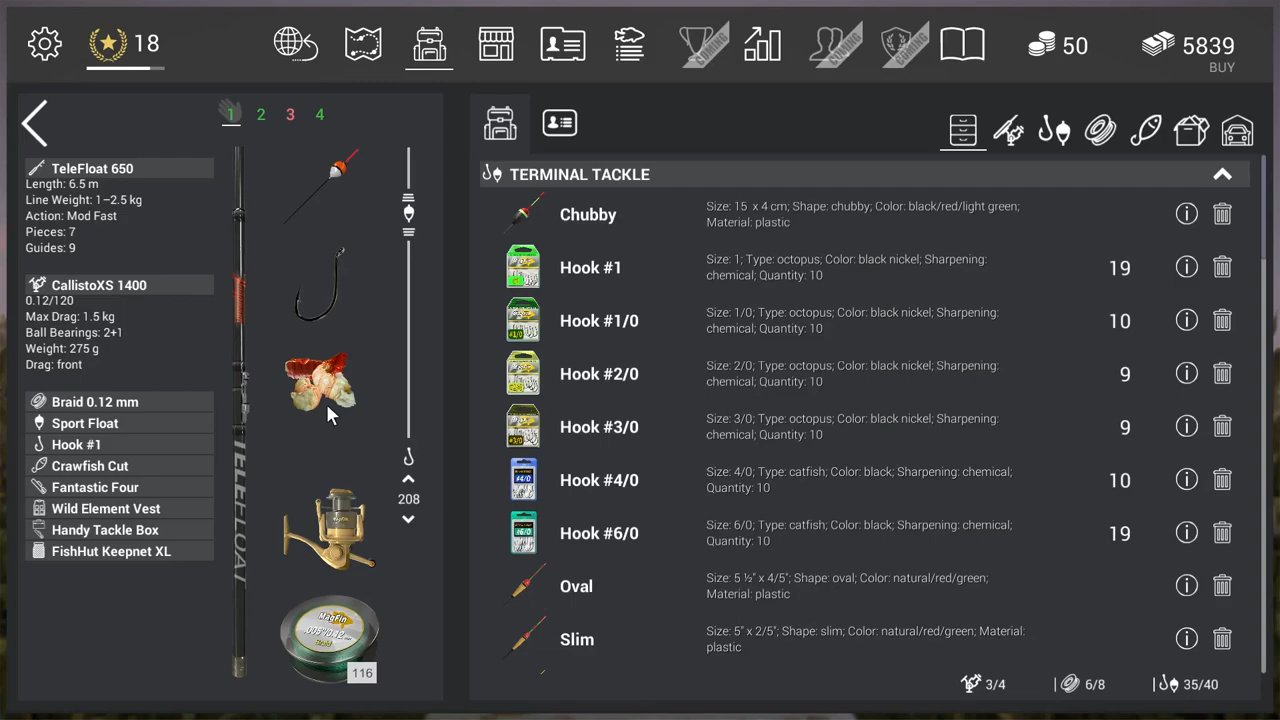 18
COMING
COMING
COMING
50
5839
BUY
1
2
3
4
TeleFloat 650
Length: 6.5 m
Line Weight: 1–2.5 kg
Action: Mod Fast
Pieces: 7
Guides: 9
CallistoXS 1400
0.12/120
Max Drag: 1.5 kg
Ball Bearings: 2+1
Weight: 275 g
Drag: front
Braid 0.12 mm
Sport Float
Hook #1
Crawfish Cut
Fantastic Four
Wild Element Vest
Handy Tackle Box
FishHut Keepnet XL
TELEFLOAT
208
MagFin
.005"0.12mm
Braid
116
TERMINAL TACKLE
Chubby
Size: 15 x 4 cm; Shape: chubby; Color: black/red/light green;
Material: plastic
Hook #1
Size: 1; Type: octopus; Color: black nickel; Sharpening:
chemical; Quantity: 10
19
Hook #1/0
Size: 1/0; Type: octopus; Color: black nickel; Sharpening:
chemical; Quantity: 10
10
Hook #2/0
Size: 2/0; Type: octopus; Color: black nickel; Sharpening:
chemical; Quantity: 10
9
Hook #3/0
Size: 3/0; Type: octopus; Color: black nickel; Sharpening:
chemical; Quantity: 10
9
Hook #4/0
Size: 4/0; Type: catfish; Color: black; Sharpening: chemical;
Quantity: 10
10
Hook #6/0
Size: 6/0; Type: catfish; Color: black; Sharpening: chemical;
Quantity: 10
19
Oval
Size: 5 ½" x 4/5"; Shape: oval; Color: natural/red/green;
Material: plastic
Slim
Size: 5" x 2/5"; Shape: slim; Color: natural/red/green; Material:
plastic
3/4
6/8
35/40